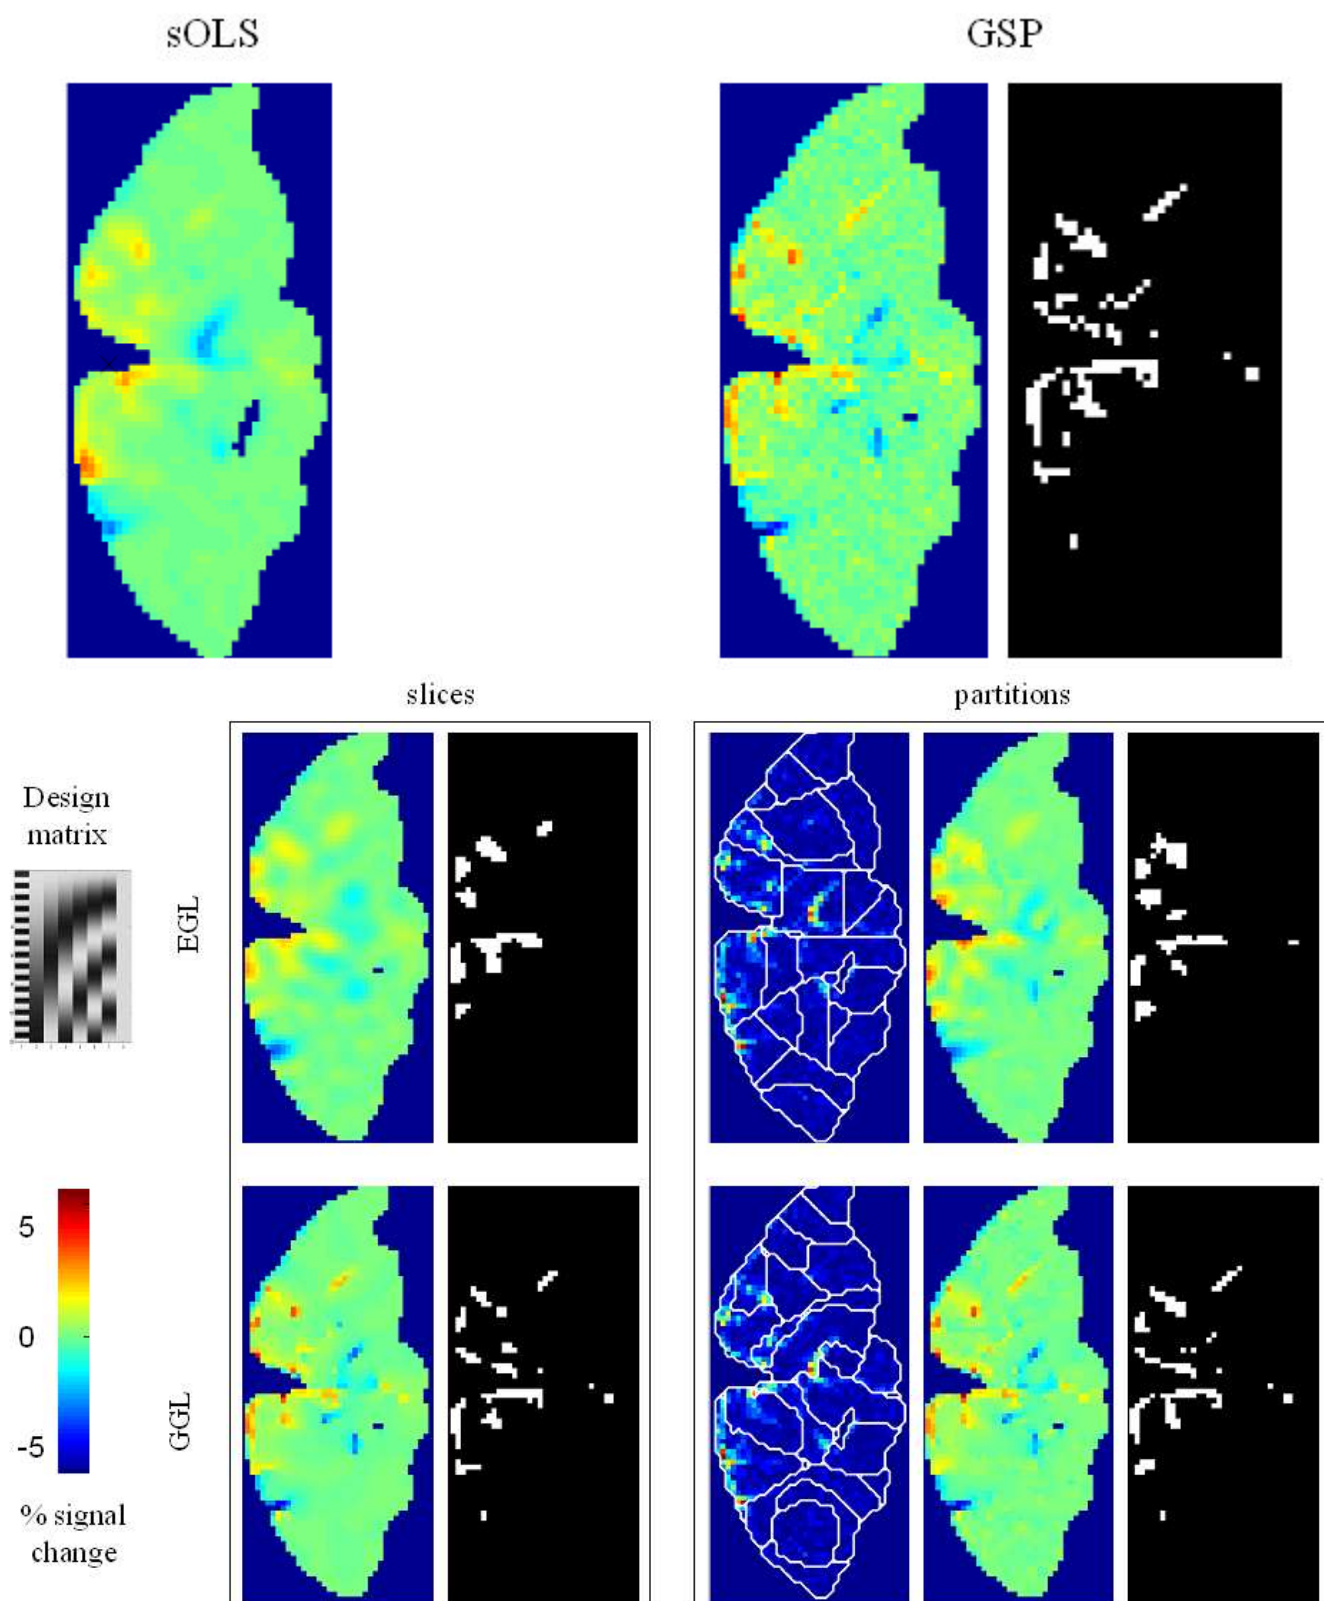 sOLS
GSP
slices
partitions
Design
matrix
EGL
5
0
-5
GGL
% signal
change